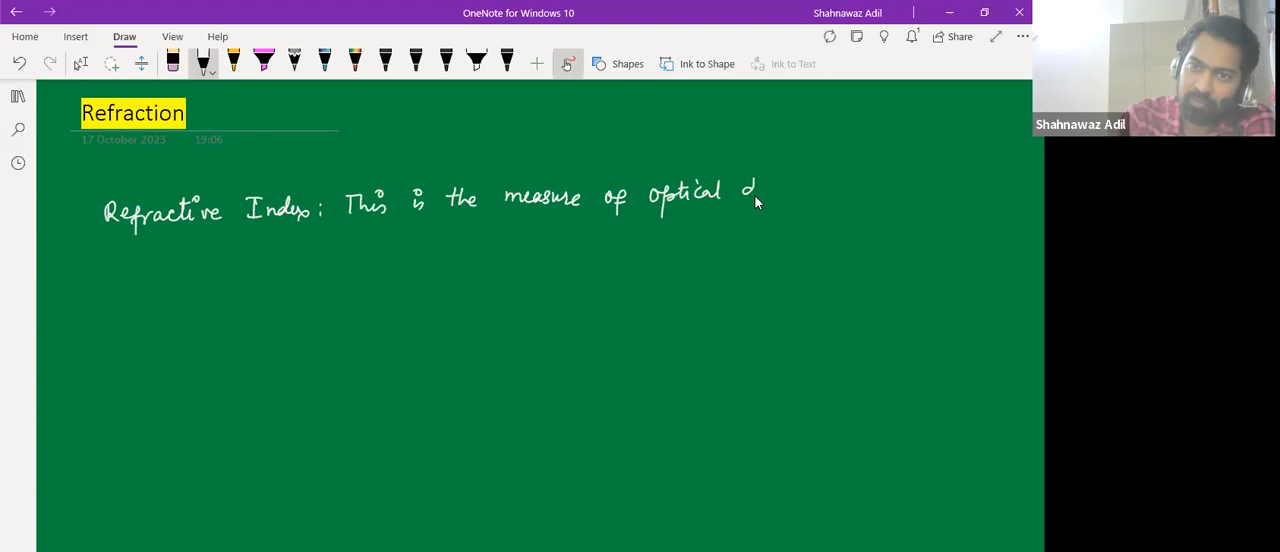 OneNote for Windows 10
Shahnawaz Adil
Home Insert Draw View Help
1
Share
Shapes Ink to Shape Ink to Text
Shahnawaz Adil
Refraction
17 October 2023 19:06
Refractive Index: This is the measure of optical d